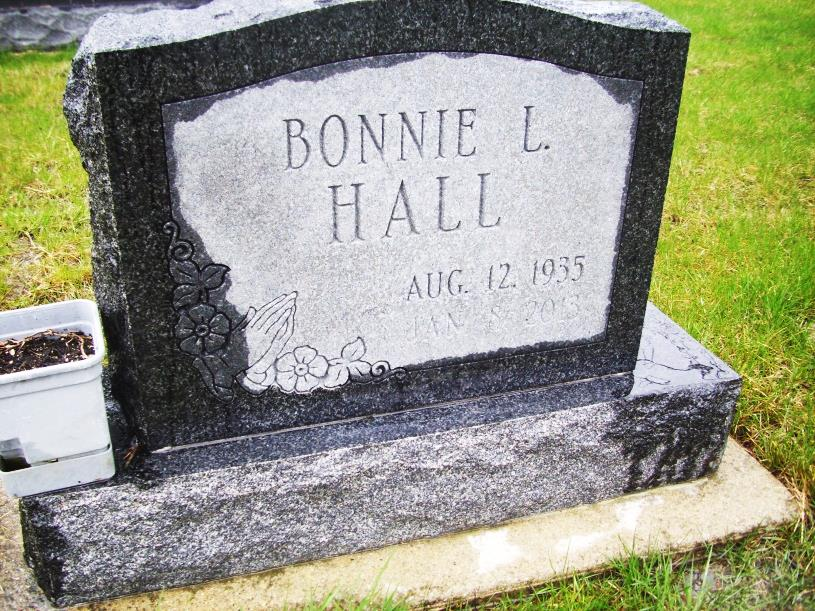 BONNIE L.
HALL
AUG. 12, 1935
JAN. 8, 2013